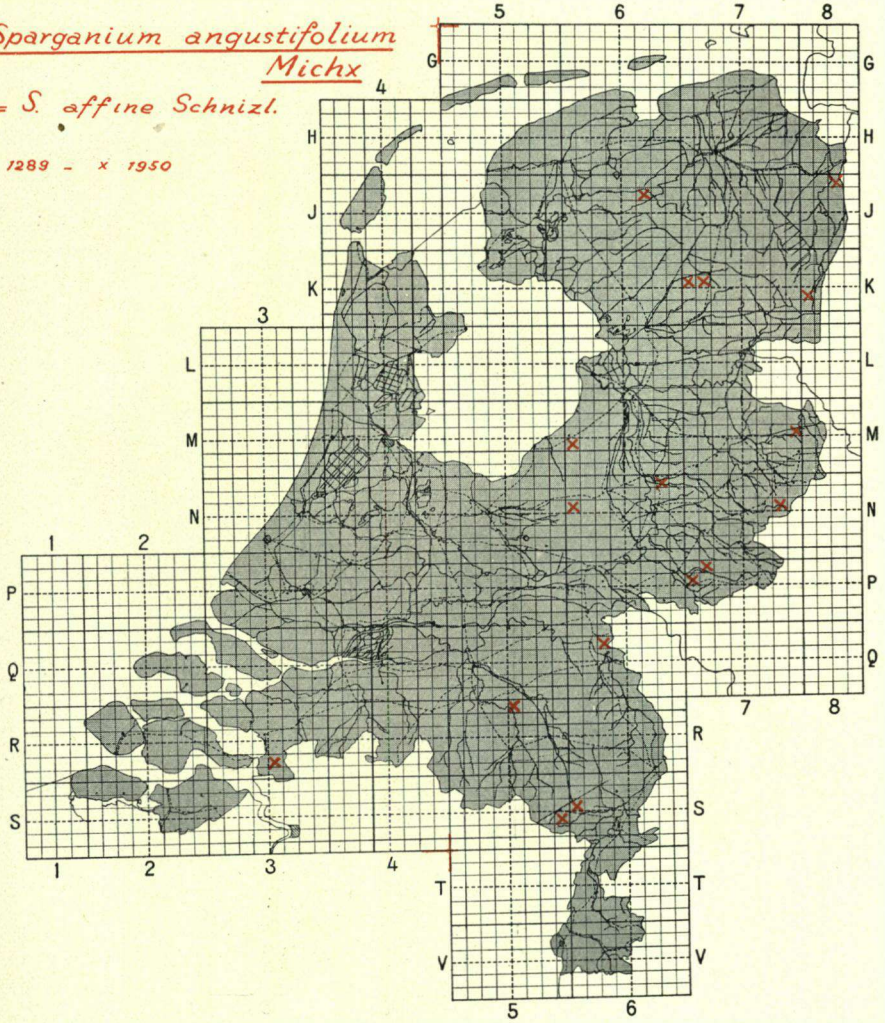 Sparganium angustifolium
Michx
= S. affine Schnizl.
1289 - × 1950
5 6 7 8
G G
4
H H
J J
K K
3
L L
M M
N N
1 2
P P
Q Q
7 8
R R
S S
1 2 3 4
T T
V V
5 6